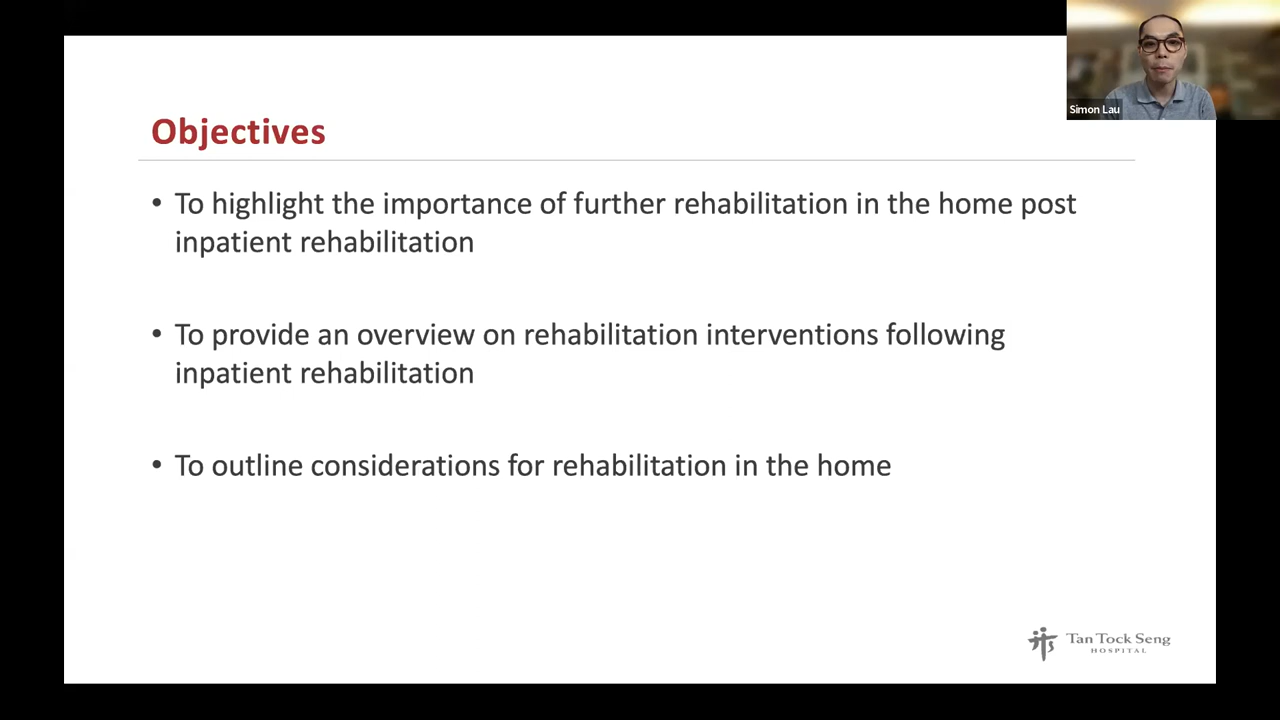 Simon Lau
Objectives
• To highlight the importance of further rehabilitation in the home post
inpatient rehabilitation
• To provide an overview on rehabilitation interventions following
inpatient rehabilitation
• To outline considerations for rehabilitation in the home
Tan Tock Seng
HOSPITAL